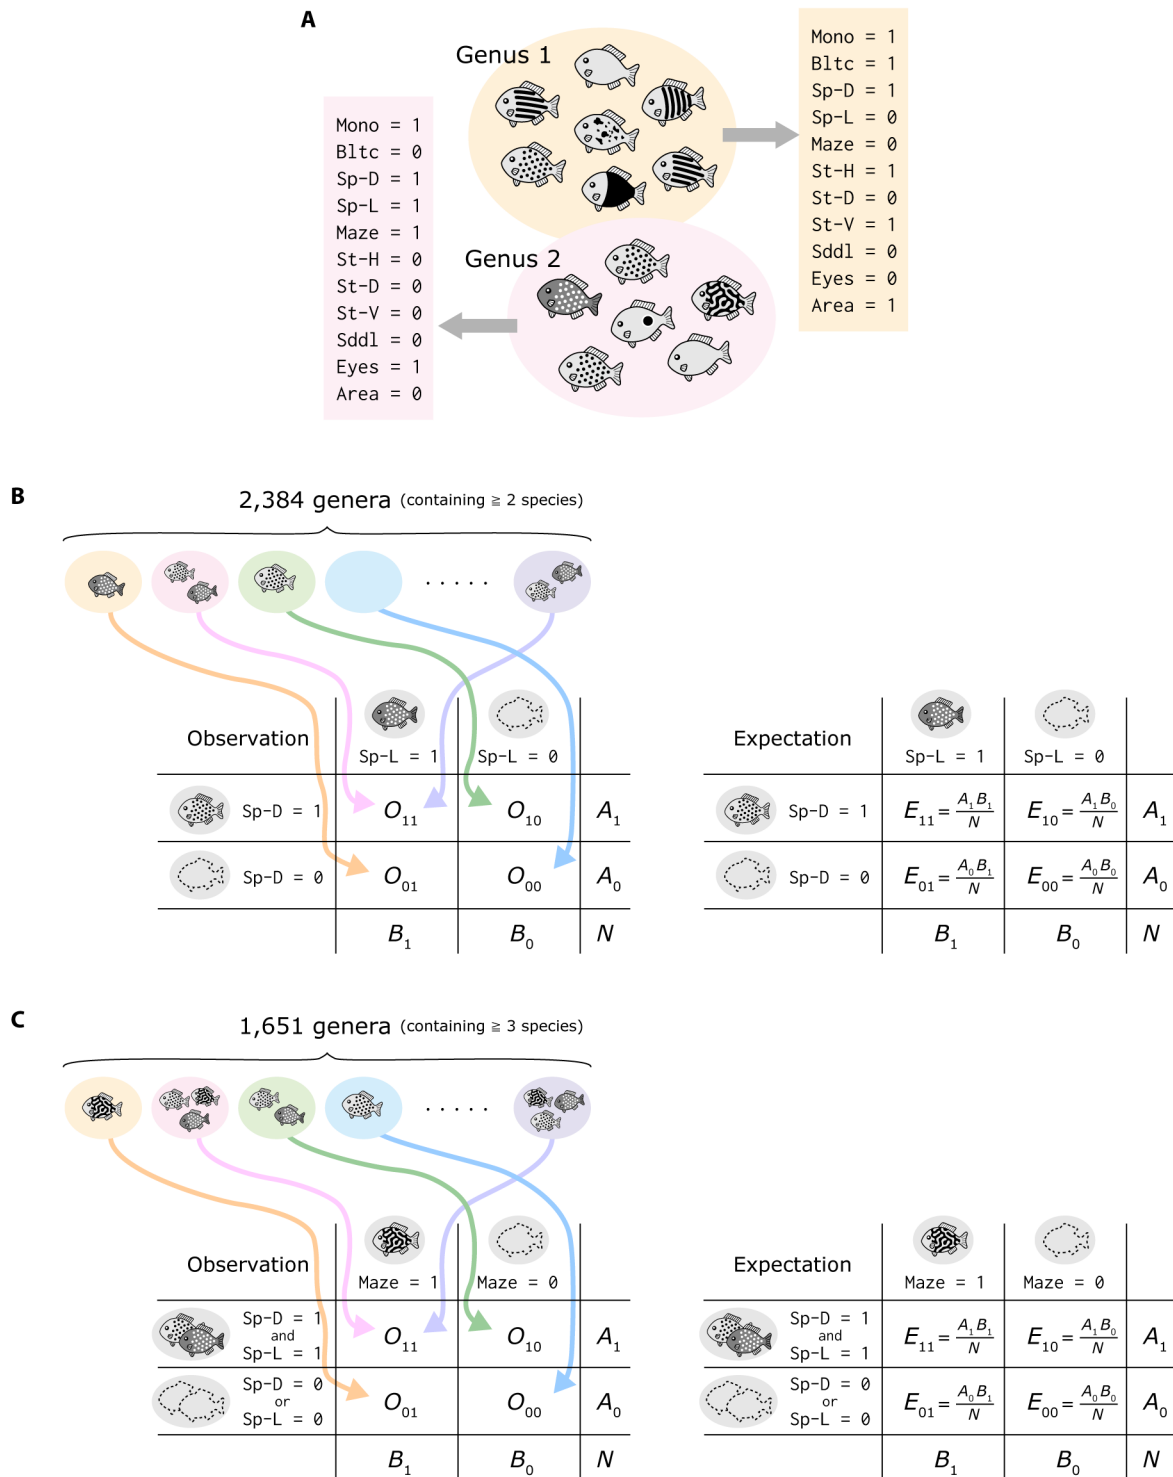 A
Genus 1
Mono = 1
Bltc = 1
Sp-D = 1
Sp-L = 0
Maze = 0
St-H = 1
St-D = 0
St-V = 1
Sddl = 0
Eyes = 0
Area = 1
Genus 2
Mono = 1
Bltc = 0
Sp-D = 1
Sp-L = 1
Maze = 1
St-H = 0
St-D = 0
St-V = 0
Sddl = 0
Eyes = 1
Area = 0
B
2,384 genera (containing ≧ 2 species)
. . . . .
Observation
Sp-L = 1
Sp-L = 0
Sp-D = 1
O11
O10
A1
Sp-D = 0
O01
O00
A0
B1
B0
N
Expectation
Sp-L = 1
Sp-L = 0
Sp-D = 1
E11 = A1B1/N
E10 = A1B0/N
A1
Sp-D = 0
E01 = A0B1/N
E00 = A0B0/N
A0
B1
B0
N
C
1,651 genera (containing ≧ 3 species)
. . . . .
Observation
Maze = 1
Maze = 0
Sp-D = 1
and
Sp-L = 1
O11
O10
A1
Sp-D = 0
or
Sp-L = 0
O01
O00
A0
B1
B0
N
Expectation
Maze = 1
Maze = 0
Sp-D = 1
and
Sp-L = 1
E11 = A1B1/N
E10 = A1B0/N
A1
Sp-D = 0
or
Sp-L = 0
E01 = A0B1/N
E00 = A0B0/N
A0
B1
B0
N